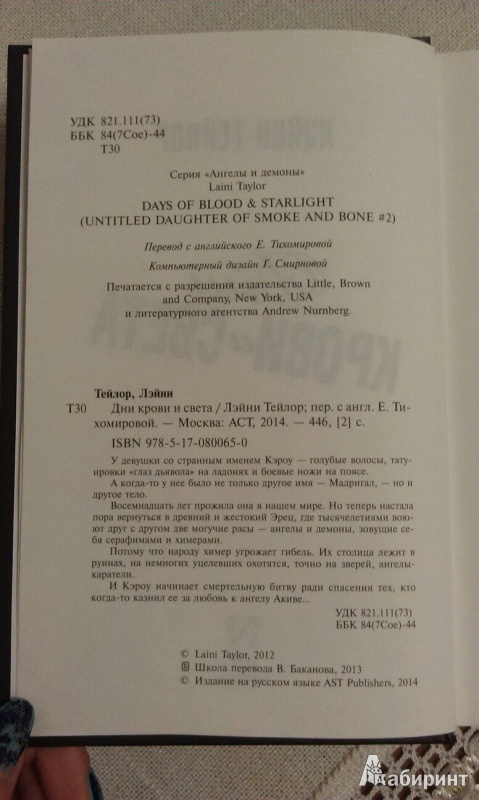 УДК 821.111(73)
ББК 84(7Сое)-44
Т30
Серия «Ангелы и демоны»
Laini Taylor
DAYS OF BLOOD & STARLIGHT
(UNTITLED DAUGHTER OF SMOKE AND BONE #2)
Перевод с английского Е. Тихомировой
Компьютерный дизайн Г. Смирновой
Печатается с разрешения издательства Little, Brown
and Company, New York, USA
и литературного агентства Andrew Nurnberg.
Тейлор, Лэйни
Т30 Дни крови и света / Лэйни Тейлор; пер. с англ. Е. Ти-
хомировой. — Москва: АСТ, 2014. — 446, [2] с.
ISBN 978-5-17-080065-0
У девушки со странным именем Кэроу — голубые волосы, тату-
ировки «глаз дьявола» на ладонях и боевые ножи на поясе.
А когда-то у нее было не только другое имя — Мадригал, — но и
другое тело.
Восемнадцать лет прожила она в нашем мире. Но теперь настала
пора вернуться в древний и жестокий Эрец, где тысячелетиями вою-
ют друг с другом две могучие расы — ангелы и демоны, зовущие се-
бя серафимами и химерами.
Потому что народу химер угрожает гибель. Их столица лежит в
руинах, на немногих уцелевших охотятся, точно на зверей, ангелы-
каратели.
И Кэроу начинает смертельную битву ради спасения тех, кто
когда-то казнил ее за любовь к ангелу Акиве...
УДК 821.111(73)
ББК 84(7Сое)-44
© Laini Taylor, 2012
Школа перевода В. Баканова, 2013
© Издание на русском языке AST Publishers, 2014
Лабиринт